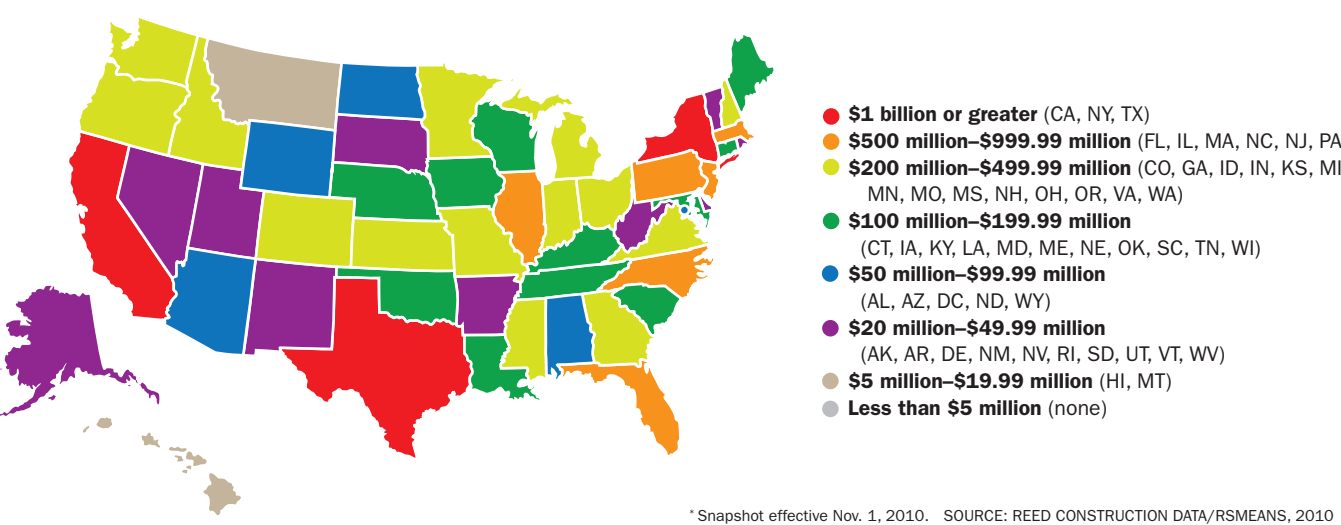 $1 billion or greater (CA, NY, TX)
$500 million–$999.99 million (FL, IL, MA, NC, NJ, PA
$200 million–$499.99 million (CO, GA, ID, IN, KS, MI
MN, MO, MS, NH, OH, OR, VA, WA)
$100 million–$199.99 million
(CT, IA, KY, LA, MD, ME, NE, OK, SC, TN, WI)
$50 million–$99.99 million
(AL, AZ, DC, ND, WY)
$20 million–$49.99 million
(AK, AR, DE, NM, NV, RI, SD, UT, VT, WV)
$5 million–$19.99 million (HI, MT)
Less than $5 million (none)
* Snapshot effective Nov. 1, 2010. SOURCE: REED CONSTRUCTION DATA/RSMEANS, 2010